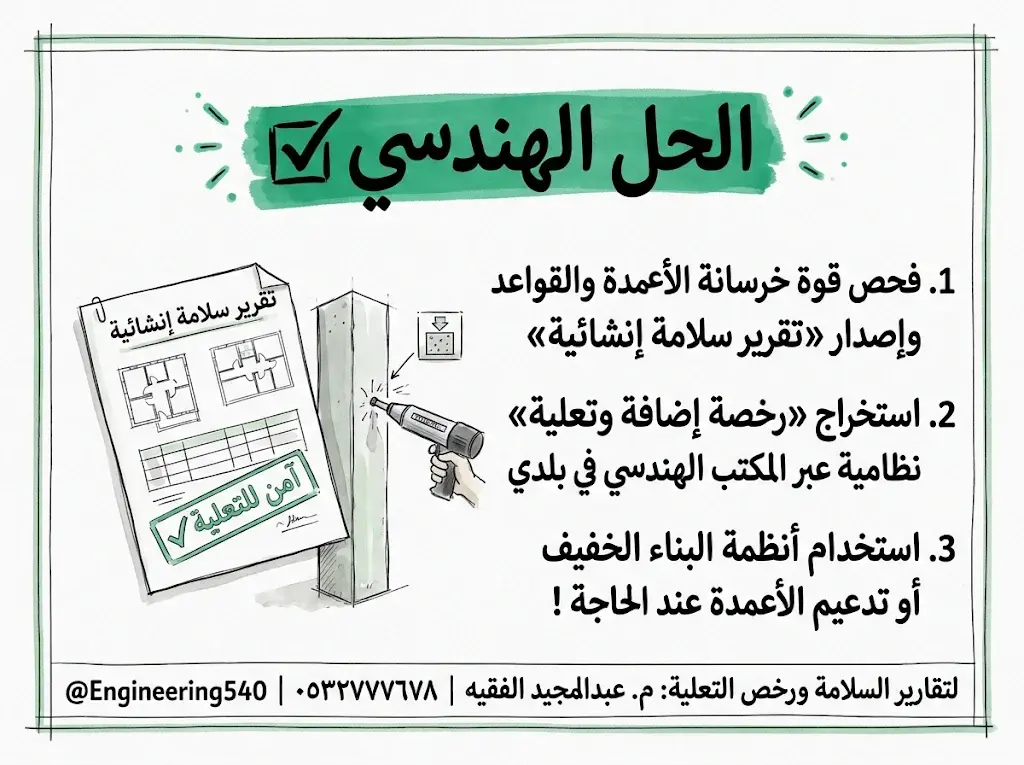 الحل الهندسي
1. فحص قوة خرسانة الأعمدة والقواعد
وإصدار «تقرير سلامة إنشائية»
2. استخراج «رخصة إضافة وتعلية»
نظامية عبر المكتب الهندسي في بلدي
3. استخدام أنظمة البناء الخفيف
أو تدعيم الأعمدة عند الحاجة !
تقرير سلامة إنشائية
آمن للتعلية
لتقارير السلامة ورخص التعلية: م. عبدالمجيد الفقيه | ٠٥٣٢٧٧٧٦٧٨ | @Engineering540